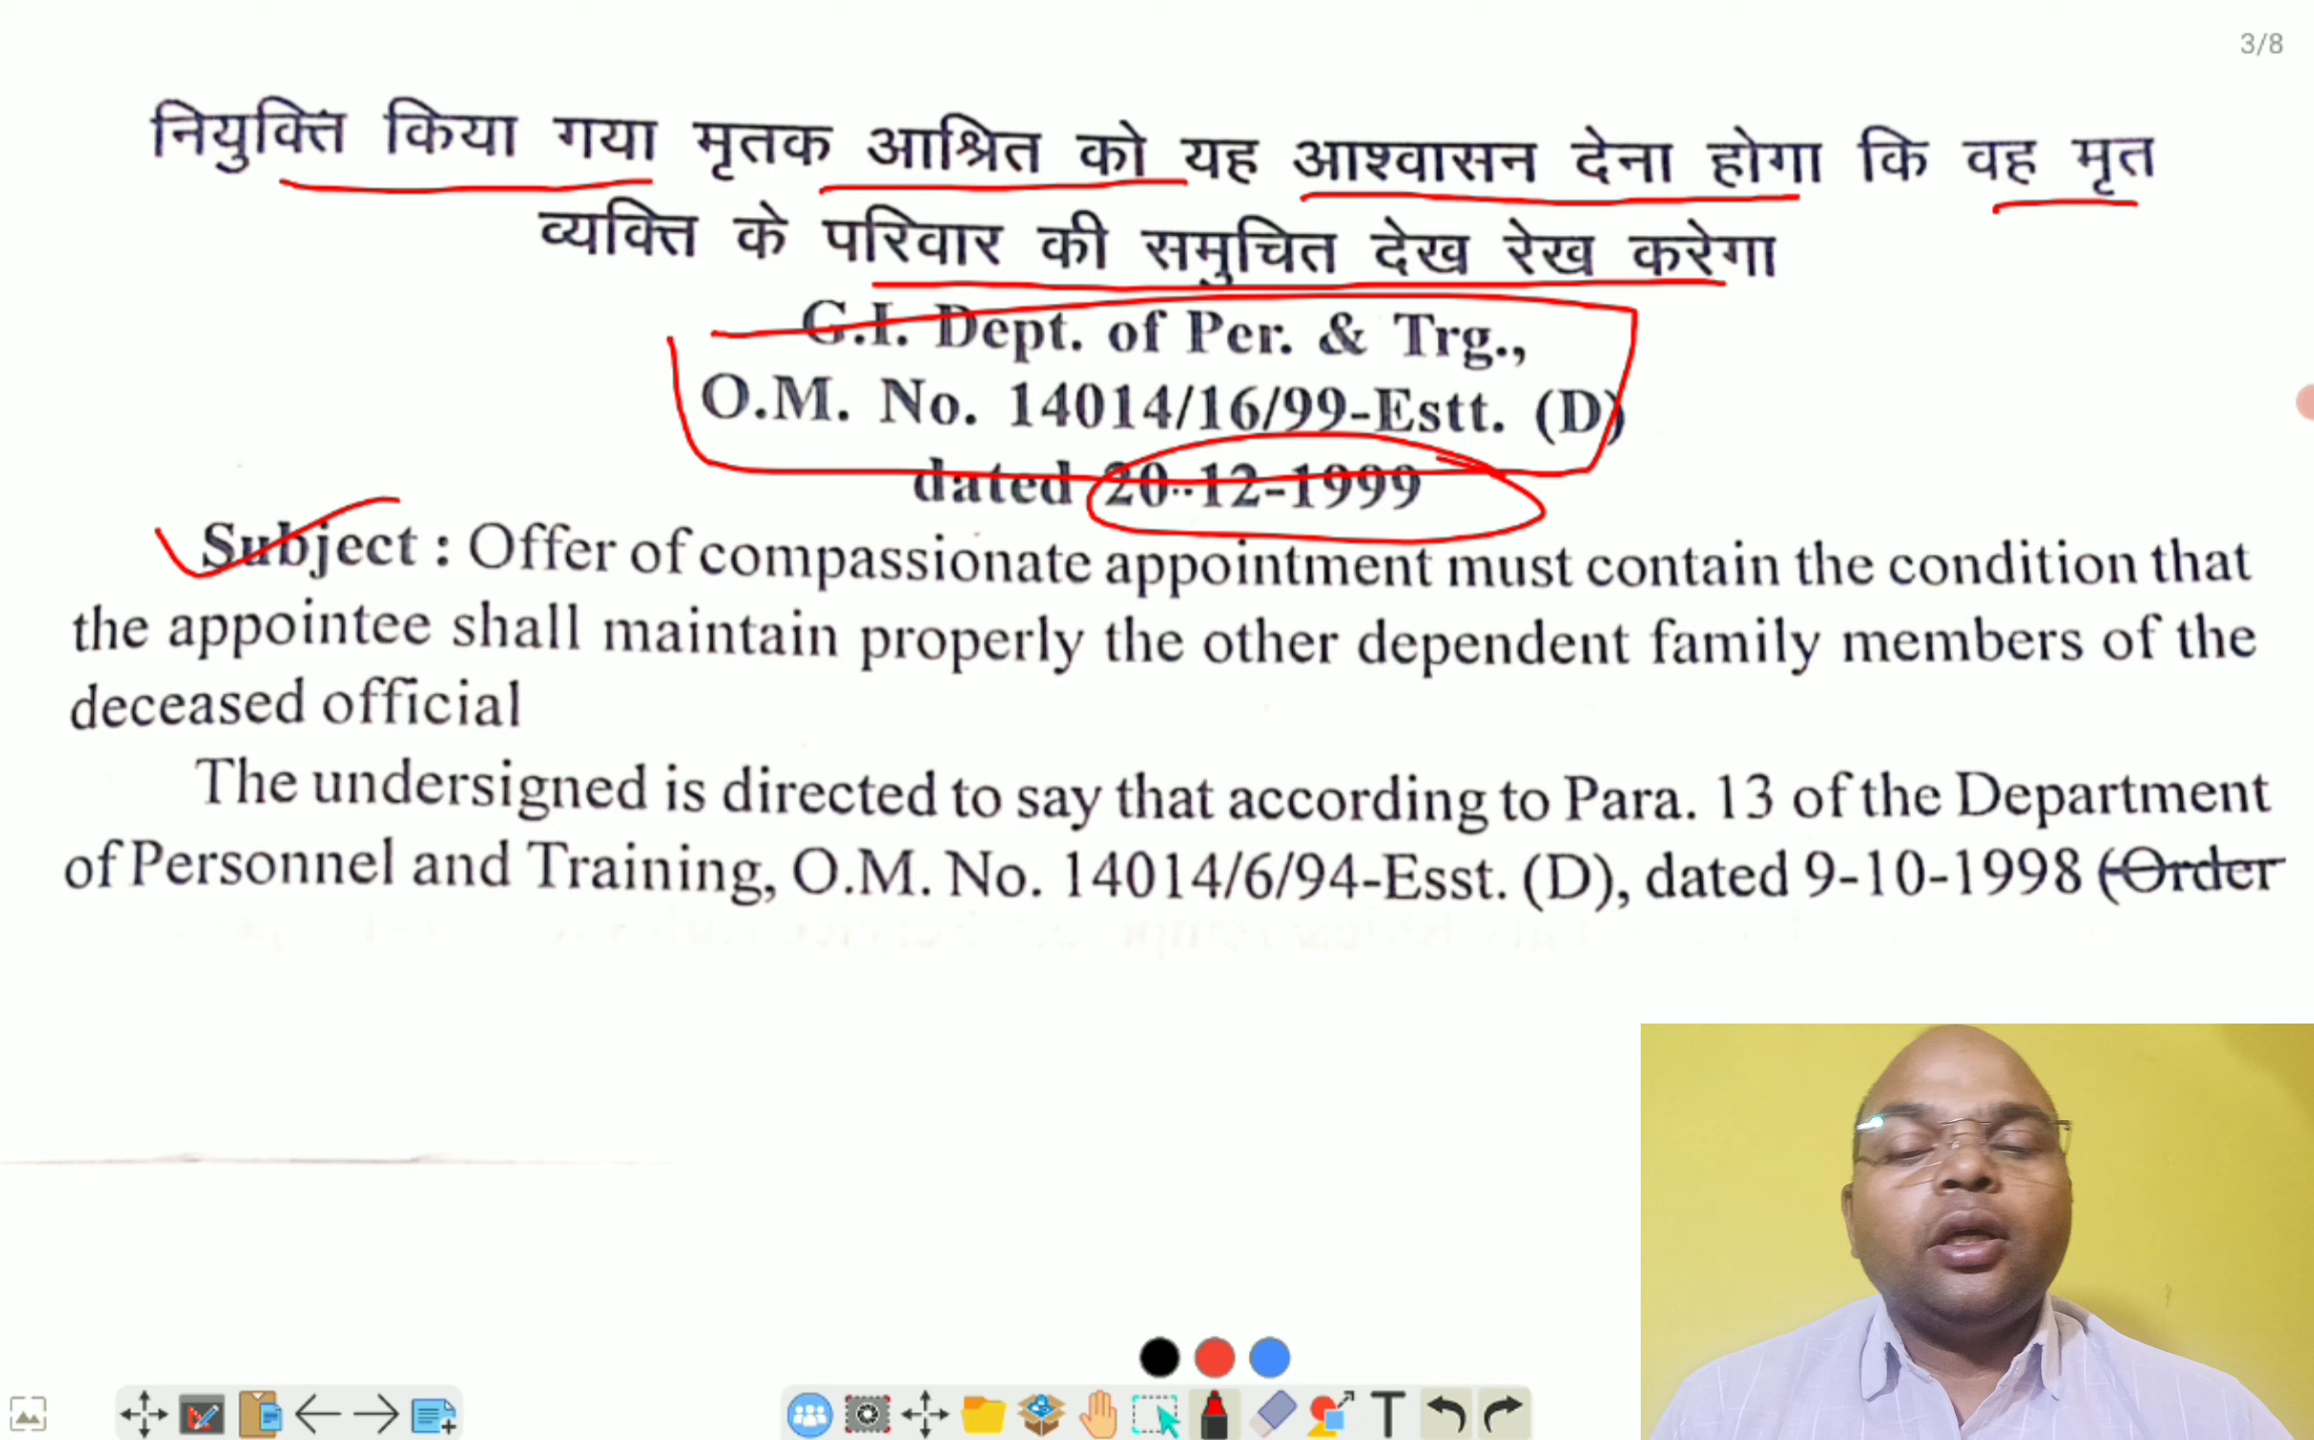 3/8
नियुक्ति किया गया मृतक आश्रित को यह आश्वासन देना होगा कि वह मृत
व्यक्ति के परिवार की समुचित देख रेख करेगा
G.I. Dept. of Per. & Trg.,
O.M. No. 14014/16/99-Estt. (D)
dated 20-12-1999
Subject : Offer of compassionate appointment must contain the condition that
the appointee shall maintain properly the other dependent family members of the
deceased official
The undersigned is directed to say that according to Para. 13 of the Department
of Personnel and Training, O.M. No. 14014/6/94-Esst. (D), dated 9-10-1998 (Order
T